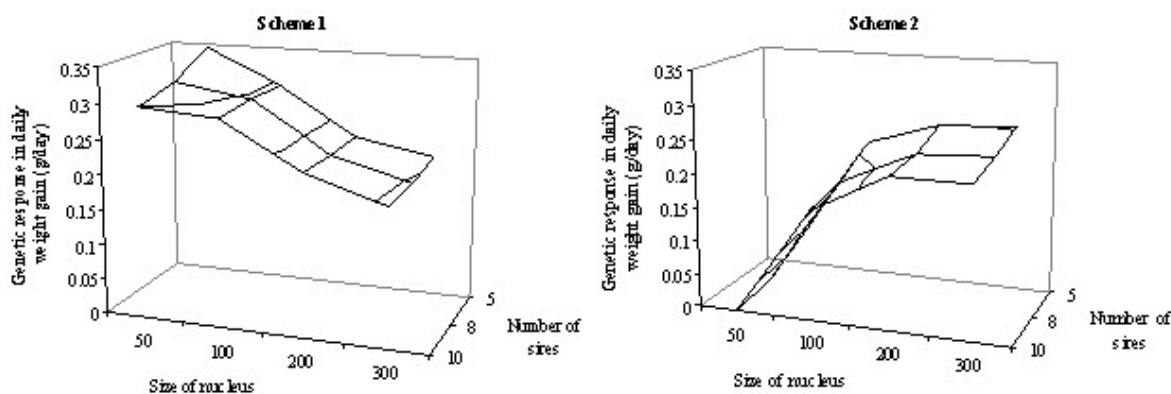 Scheme 1
Genetic response in daily
weight gain (g/day)
0.35
0.3
0.25
0.2
0.15
0.1
0.05
0
50
100
200
300
Size of nucleus
5
8
10
Number of
sires
Scheme 2
Genetic response in daily
weight gain (g/day)
0.35
0.3
0.25
0.2
0.15
0.1
0.05
0
50
100
200
300
Size of nucleus
5
8
10
Number of
sires